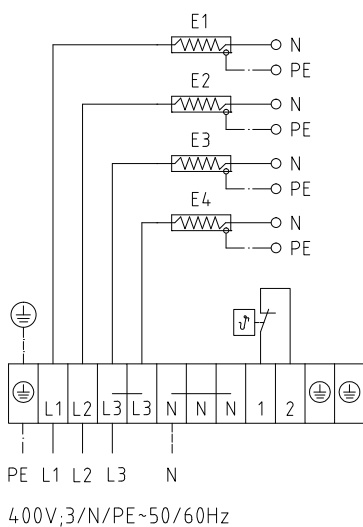 E1
N
PE
E2
N
PE
E3
N
PE
E4
N
PE
ϑ
L1 L2 L3 L3 N N N 1 2
PE L1 L2 L3 N
400V;3/N/PE~50/60Hz